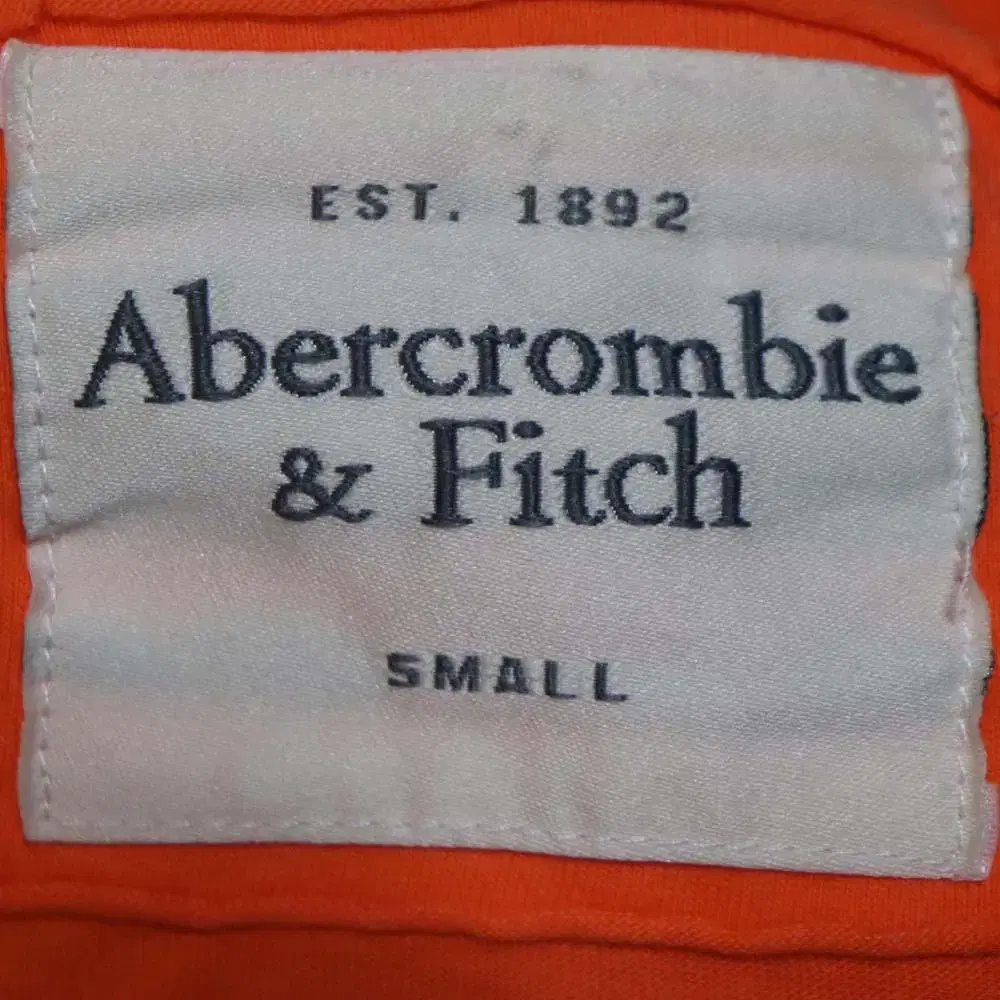 EST. 1892
Abercrombie
& Fitch
SMALL